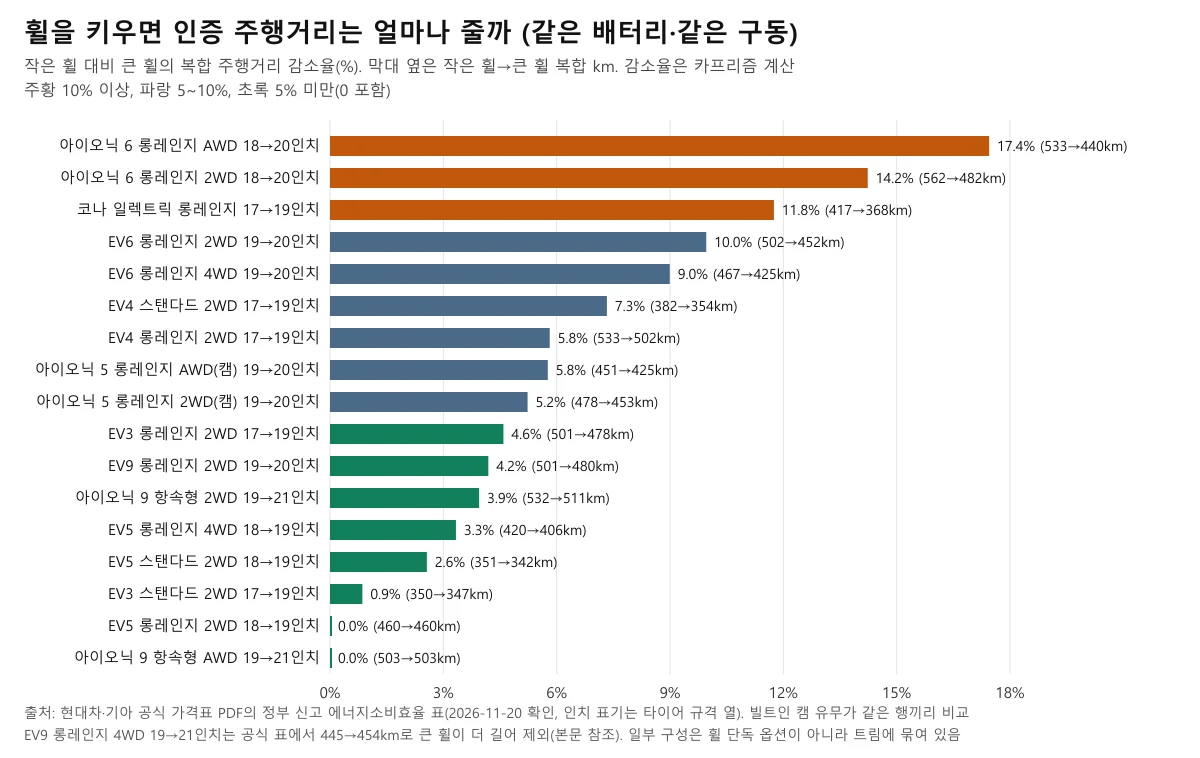 휠을 키우면 인증 주행거리는 얼마나 줄까 (같은 배터리·같은 구동)
작은 휠 대비 큰 휠의 복합 주행거리 감소율(%). 막대 옆은 작은 휠→큰 휠 복합 km. 감소율은 카프리즘 계산
주황 10% 이상, 파랑 5~10%, 초록 5% 미만(0 포함)
아이오닉 6 롱레인지 AWD 18→20인치 17.4% (533→440km)
아이오닉 6 롱레인지 2WD 18→20인치 14.2% (562→482km)
코나 일렉트릭 롱레인지 17→19인치 11.8% (417→368km)
EV6 롱레인지 2WD 19→20인치 10.0% (502→452km)
EV6 롱레인지 4WD 19→20인치 9.0% (467→425km)
EV4 스탠다드 2WD 17→19인치 7.3% (382→354km)
EV4 롱레인지 2WD 17→19인치 5.8% (533→502km)
아이오닉 5 롱레인지 AWD(캠) 19→20인치 5.8% (451→425km)
아이오닉 5 롱레인지 2WD(캠) 19→20인치 5.2% (478→453km)
EV3 롱레인지 2WD 17→19인치 4.6% (501→478km)
EV9 롱레인지 2WD 19→20인치 4.2% (501→480km)
아이오닉 9 항속형 2WD 19→21인치 3.9% (532→511km)
EV5 롱레인지 4WD 18→19인치 3.3% (420→406km)
EV5 스탠다드 2WD 18→19인치 2.6% (351→342km)
EV3 스탠다드 2WD 17→19인치 0.9% (350→347km)
EV5 롱레인지 2WD 18→19인치 0.0% (460→460km)
아이오닉 9 항속형 AWD 19→21인치 0.0% (503→503km)
0% 3% 6% 9% 12% 15% 18%
출처: 현대차·기아 공식 가격표 PDF의 정부 신고 에너지소비효율 표(2026-11-20 확인, 인치 표기는 타이어 규격 열). 빌트인 캠 유무가 같은 행끼리 비교
EV9 롱레인지 4WD 19→21인치는 공식 표에서 445→454km로 큰 휠이 더 길어 제외(본문 참조). 일부 구성은 휠 단독 옵션이 아니라 트림에 묶여 있음